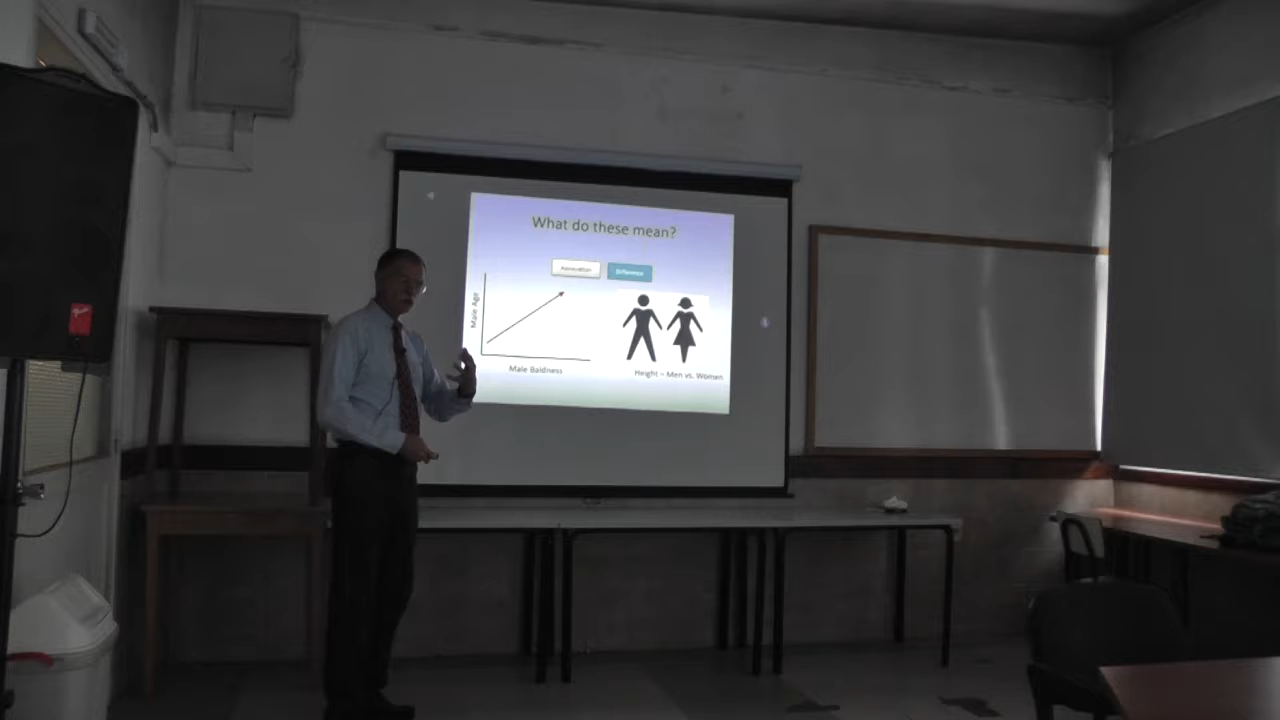 What do these mean?
Association
Difference
Male Age
Male Baldness
Height – Men vs. Women